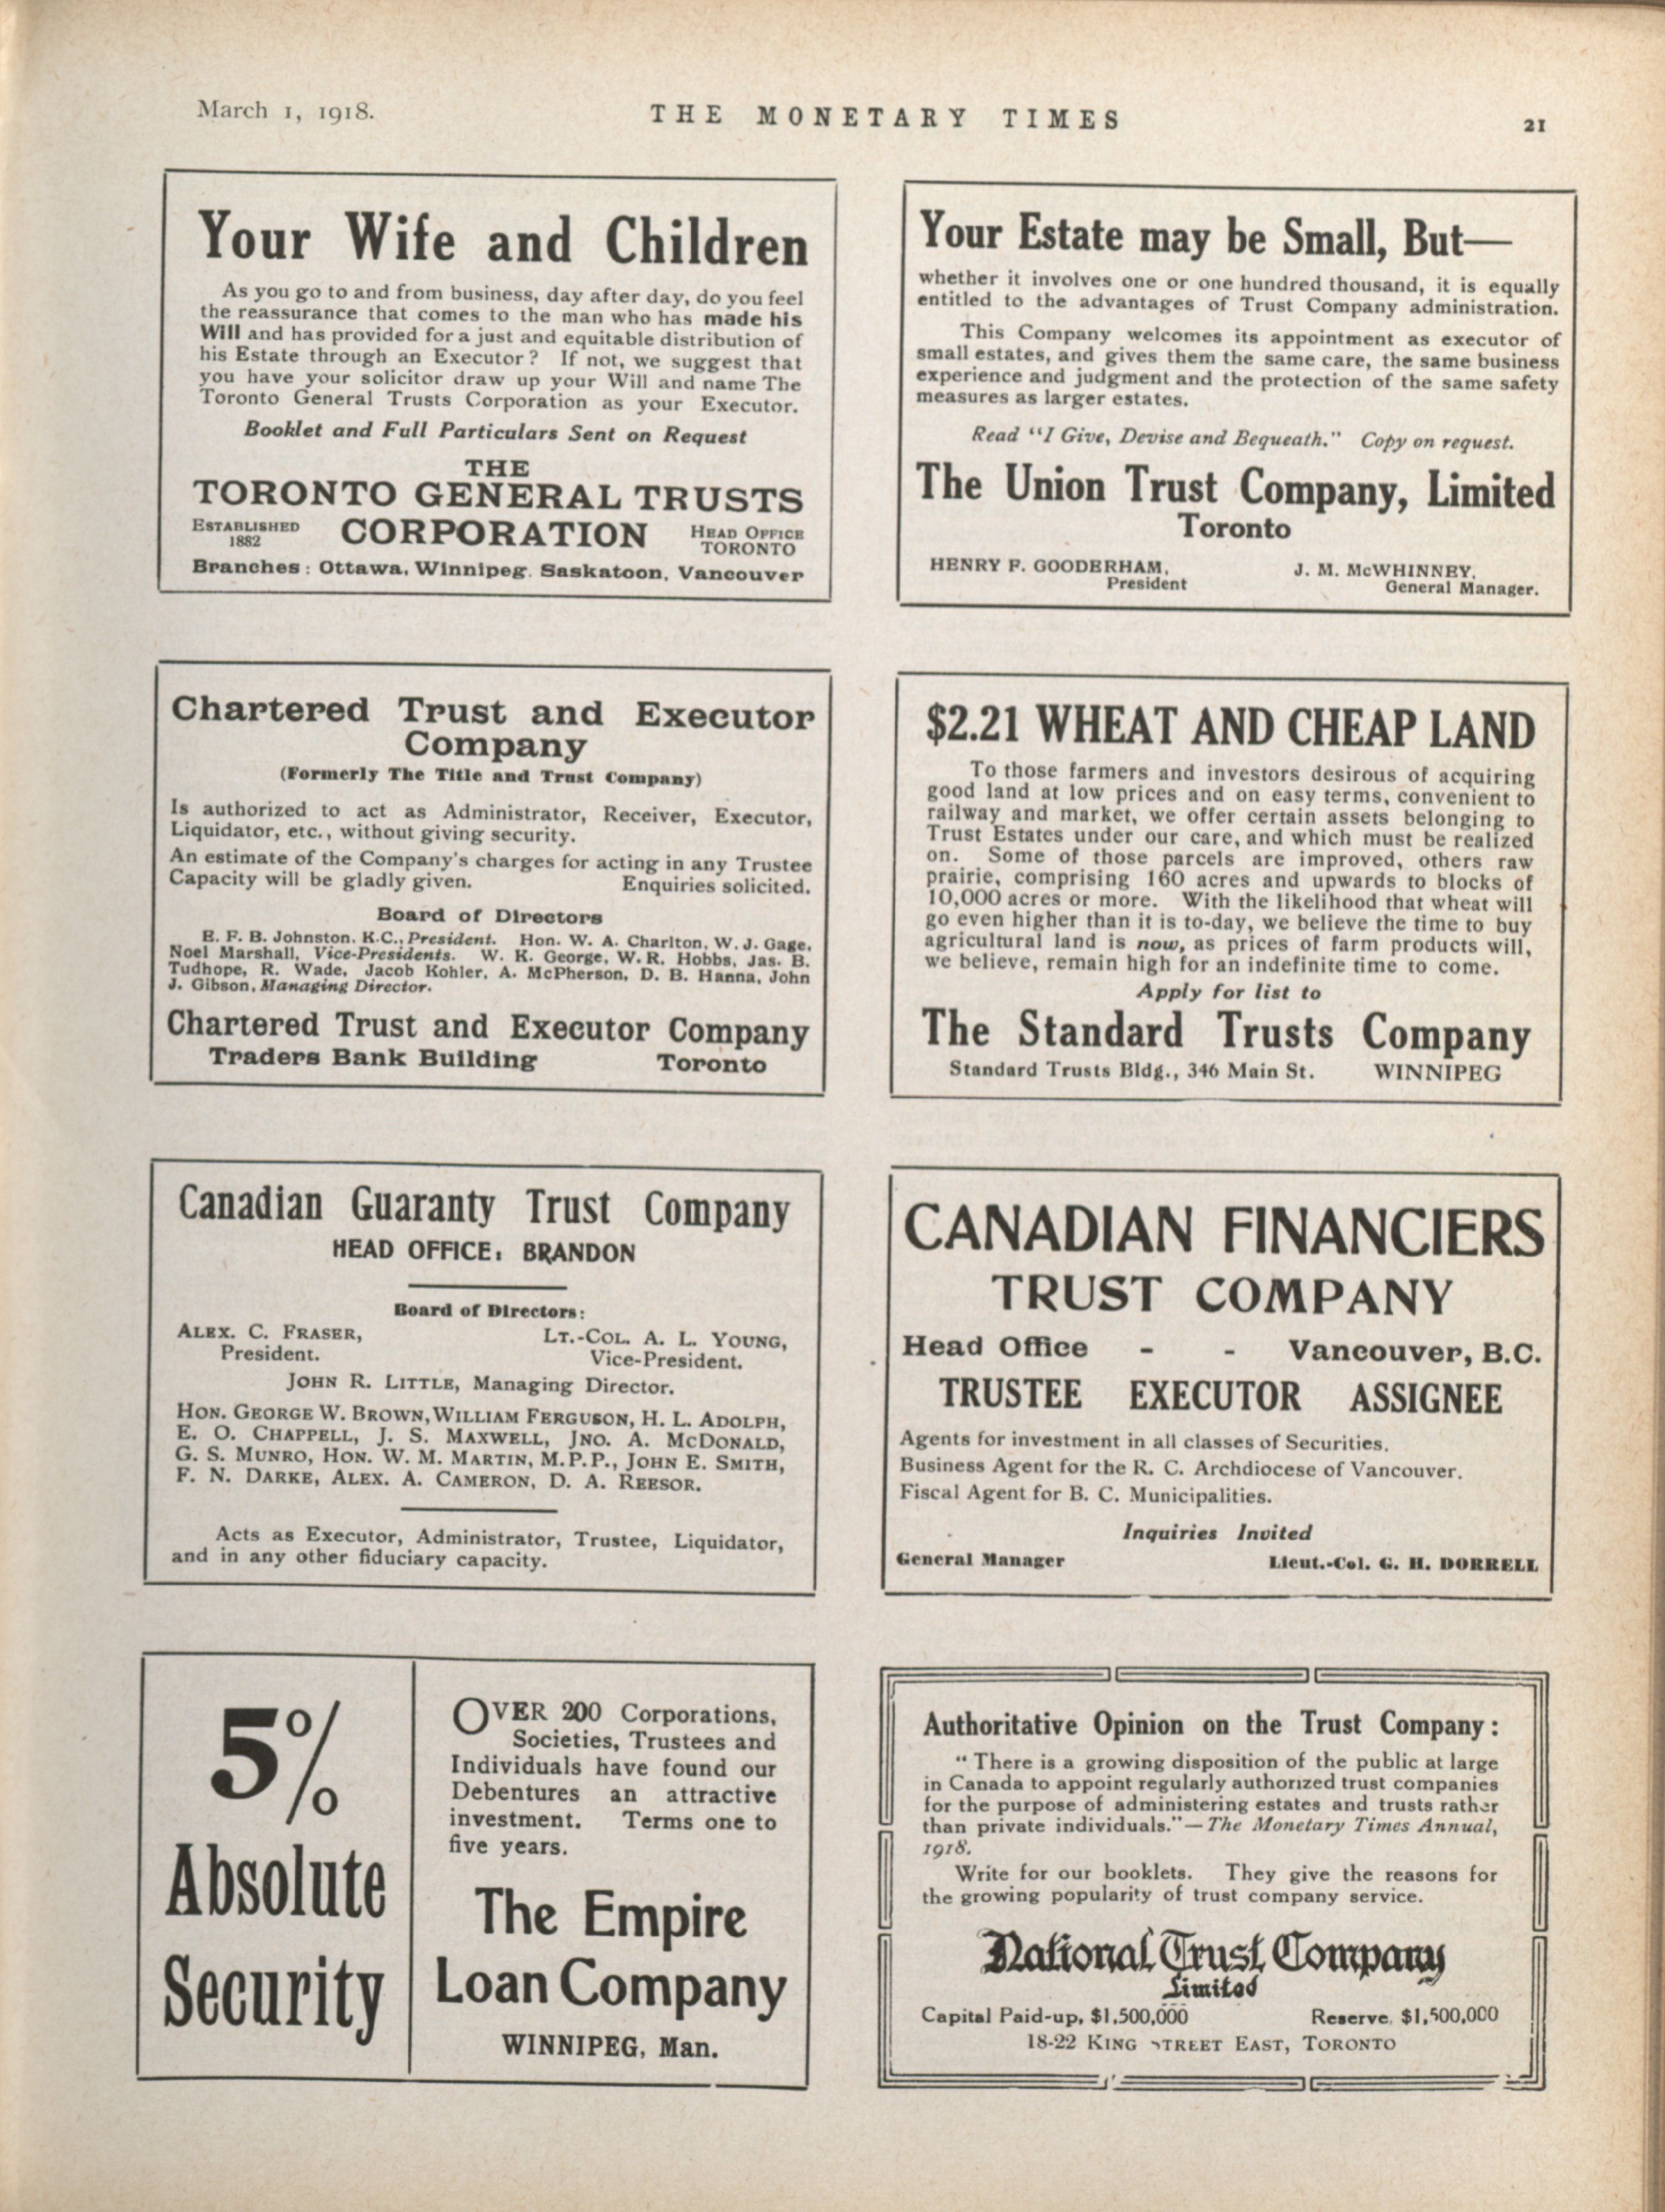 March 1, 1918.
THE MONETARY TIMES
21
Your Wife and Children
As you go to and from business, day after day, do you feel
the reassurance that comes to the man who has made his
Will and has provided for a just and equitable distribution of
his Estate through an Executor? If not, we suggest that
you have your solicitor draw up your Will and name The
Toronto General Trusts Corporation as your Executor.
Booklet and Full Particulars Sent on Request
THE
TORONTO GENERAL TRUSTS
ESTABLISHED 1882
CORPORATION
HEAD OFFICE TORONTO
Branches: Ottawa, Winnipeg, Saskatoon, Vancouver
Your Estate may be Small, But—
whether it involves one or one hundred thousand, it is equally
entitled to the advantages of Trust Company administration.
This Company welcomes its appointment as executor of
small estates, and gives them the same care, the same business
experience and judgment and the protection of the same safety
measures as larger estates.
Read "I Give, Devise and Bequeath." Copy on request.
The Union Trust Company, Limited
Toronto
HENRY F. GOODERHAM, President
J. M. McWHINNEY, General Manager.
Chartered Trust and Executor
Company
(Formerly The Title and Trust Company)
Is authorized to act as Administrator, Receiver, Executor,
Liquidator, etc., without giving security.
An estimate of the Company's charges for acting in any Trustee
Capacity will be gladly given. Enquiries solicited.
Board of Directors
E. F. B. Johnston, K.C., President. Hon. W. A. Charlton, W. J. Gage,
Noel Marshall, Vice-Presidents. W. K. George, W. R. Hobbs, Jas. B.
Tudhope, R. Wade, Jacob Kohler, A. McPherson, D. B. Hanna, John
J. Gibson, Managing Director.
Chartered Trust and Executor Company
Traders Bank Building Toronto
$2.21 WHEAT AND CHEAP LAND
To those farmers and investors desirous of acquiring
good land at low prices and on easy terms, convenient to
railway and market, we offer certain assets belonging to
Trust Estates under our care, and which must be realized
on. Some of those parcels are improved, others raw
prairie, comprising 160 acres and upwards to blocks of
10,000 acres or more. With the likelihood that wheat will
go even higher than it is to-day, we believe the time to buy
agricultural land is now, as prices of farm products will,
we believe, remain high for an indefinite time to come.
Apply for list to
The Standard Trusts Company
Standard Trusts Bldg., 346 Main St. WINNIPEG
Canadian Guaranty Trust Company
HEAD OFFICE: BRANDON
Board of Directors:
ALEX. C. FRASER, LT.-COL. A. L. YOUNG,
President. Vice-President.
JOHN R. LITTLE, Managing Director.
HON. GEORGE W. BROWN, WILLIAM FERGUSON, H. L. ADOLPH,
E. O. CHAPPELL, J. S. MAXWELL, JNO. A. MCDONALD,
G. S. MUNRO, HON. W. M. MARTIN, M.P.P., JOHN E. SMITH,
F. N. DARKE, ALEX. A. CAMERON, D. A. REESOR.
Acts as Executor, Administrator, Trustee, Liquidator,
and in any other fiduciary capacity.
CANADIAN FINANCIERS
TRUST COMPANY
Head Office - - Vancouver, B.C.
TRUSTEE EXECUTOR ASSIGNEE
Agents for investment in all classes of Securities.
Business Agent for the R. C. Archdiocese of Vancouver.
Fiscal Agent for B. C. Municipalities.
Inquiries Invited
General Manager Lieut.-Col. G. H. DORRELL
5%
Absolute
Security
OVER 200 Corporations,
Societies, Trustees and
Individuals have found our
Debentures an attractive
investment. Terms one to
five years.
The Empire
Loan Company
WINNIPEG, Man.
Authoritative Opinion on the Trust Company:
"There is a growing disposition of the public at large
in Canada to appoint regularly authorized trust companies
for the purpose of administering estates and trusts rather
than private individuals."—The Monetary Times Annual,
1918.
Write for our booklets. They give the reasons for
the growing popularity of trust company service.
National Trust Company
Limited
Capital Paid-up, $1,500,000 Reserve, $1,500,000
18-22 KING STREET EAST, TORONTO